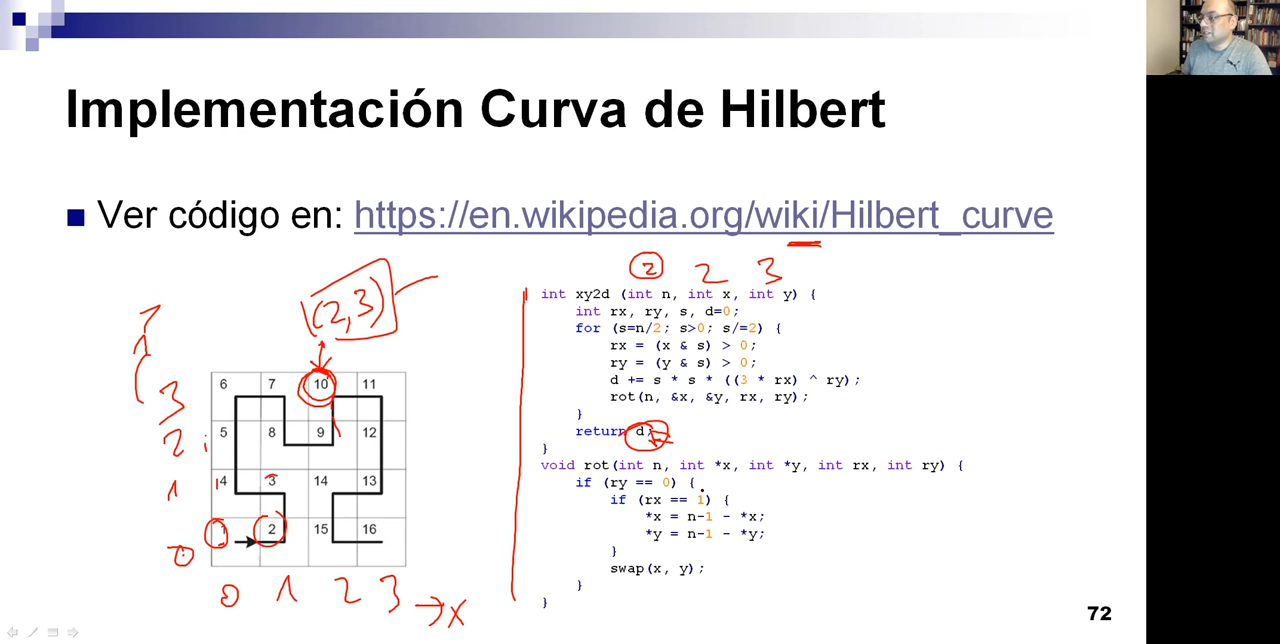 Implementación Curva de Hilbert
Ver código en: https://en.wikipedia.org/wiki/Hilbert_curve
2 2 3
(2,3)
int xy2d (int n, int x, int y) {
int rx, ry, s, d=0;
for (s=n/2; s>0; s/=2) {
rx = (x & s) > 0;
ry = (y & s) > 0;
d += s * s * ((3 * rx) ^ ry);
rot(n, &x, &y, rx, ry);
}
return d;
}
void rot(int n, int *x, int *y, int rx, int ry) {
if (ry == 0) {
if (rx == 1) {
*x = n-1 - *x;
*y = n-1 - *y;
}
swap(x, y);
}
}
3 6 7 10 11
2 5 8 9 12
1 4 3 14 13
0 1 2 15 16
0 1 2 3 → x
72